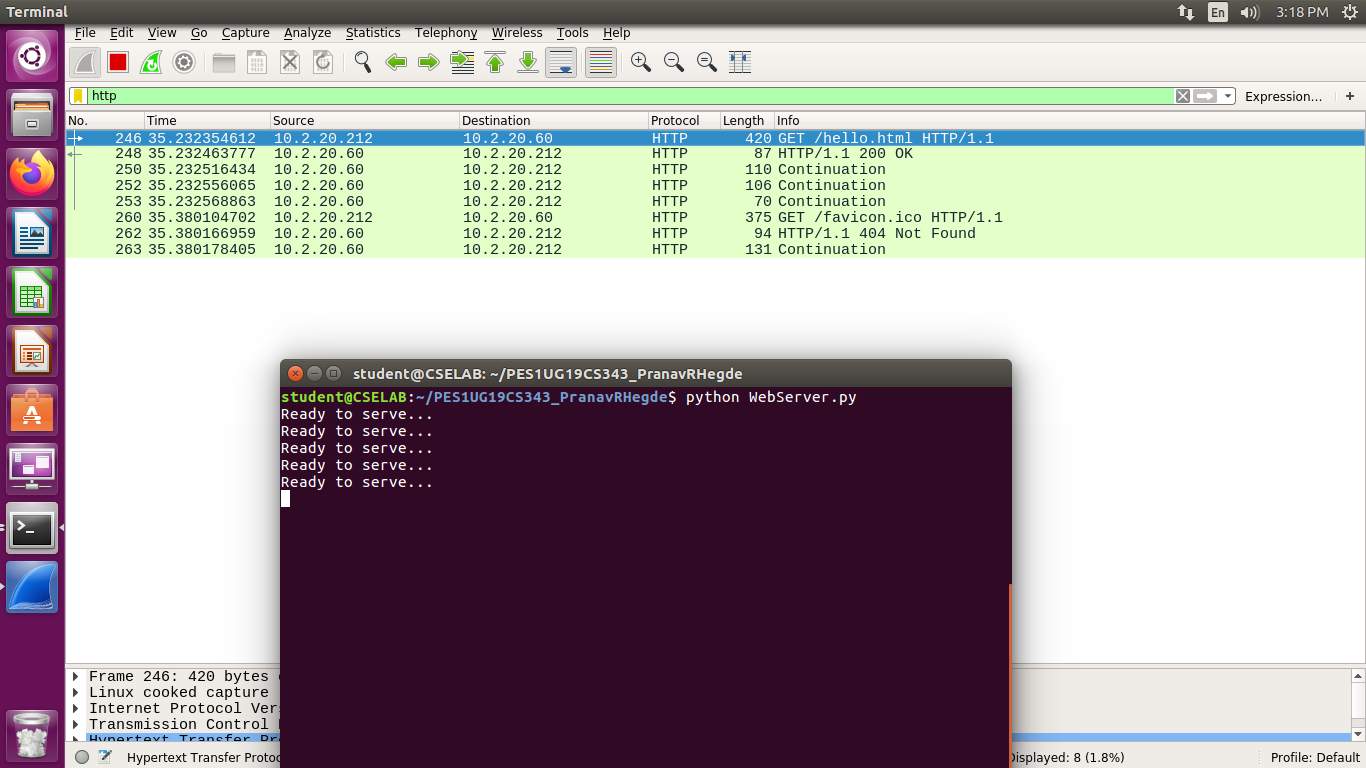 Terminal
En
3:18 PM
File Edit View Go Capture Analyze Statistics Telephony Wireless Tools Help
http
Expression...
+
No. Time Source Destination Protocol Length Info
246 35.232354612 10.2.20.212 10.2.20.60 HTTP 420 GET /hello.html HTTP/1.1
248 35.232463777 10.2.20.60 10.2.20.212 HTTP 87 HTTP/1.1 200 OK
250 35.232516434 10.2.20.60 10.2.20.212 HTTP 110 Continuation
252 35.232556065 10.2.20.60 10.2.20.212 HTTP 106 Continuation
253 35.232568863 10.2.20.60 10.2.20.212 HTTP 70 Continuation
260 35.380104702 10.2.20.212 10.2.20.60 HTTP 375 GET /favicon.ico HTTP/1.1
262 35.380166959 10.2.20.60 10.2.20.212 HTTP 94 HTTP/1.1 404 Not Found
263 35.380178405 10.2.20.60 10.2.20.212 HTTP 131 Continuation
student@CSELAB: ~/PES1UG19CS343_PranavRHegde
student@CSELAB:~/PES1UG19CS343_PranavRHegde$ python WebServer.py
Ready to serve...
Ready to serve...
Ready to serve...
Ready to serve...
Ready to serve...
Frame 246: 420 bytes
Linux cooked capture
Internet Protocol Ver
Transmission Control
Hypertext Transfer Pr
Hypertext Transfer Protoc
isplayed: 8 (1.8%)
Profile: Default